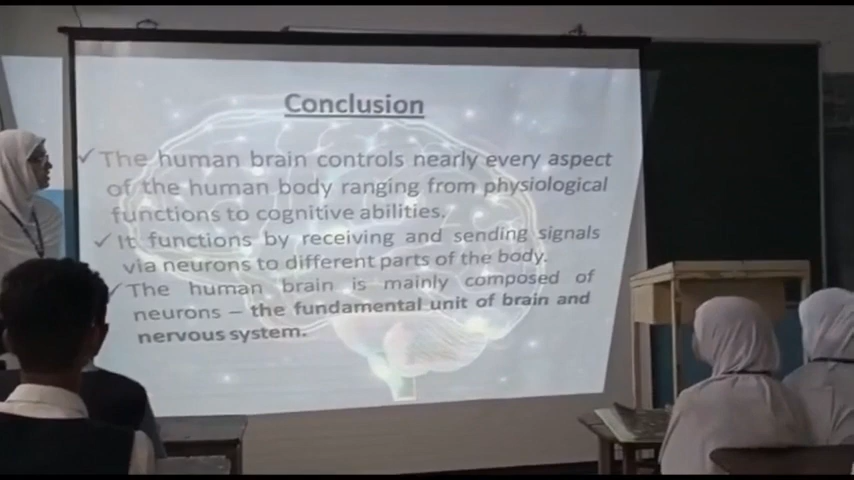 Conclusion
✓ The human brain controls nearly every aspect
of the human body ranging from physiological
functions to cognitive abilities.
✓ It functions by receiving and sending signals
via neurons to different parts of the body.
✓ The human brain is mainly composed of
neurons – the fundamental unit of brain and
nervous system.